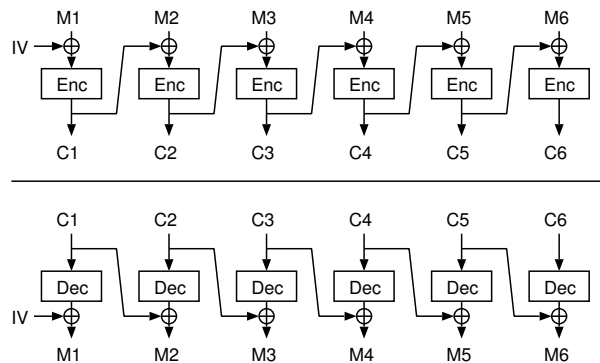 M1 M2 M3 M4 M5 M6
IV
Enc Enc Enc Enc Enc Enc
C1 C2 C3 C4 C5 C6
C1 C2 C3 C4 C5 C6
Dec Dec Dec Dec Dec Dec
IV
M1 M2 M3 M4 M5 M6